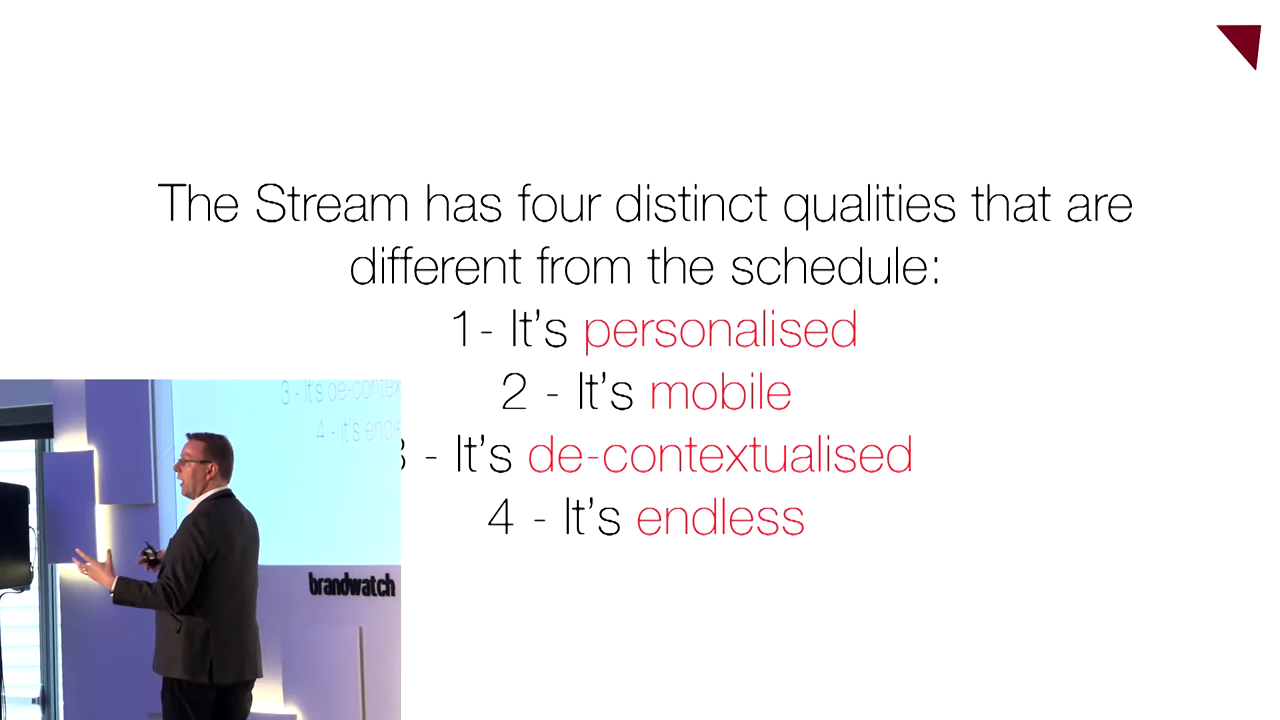 The Stream has four distinct qualities that are
different from the schedule:
1- It's personalised
2 - It's mobile
3 - It's de-contextualised
4 - It's endless
3 - It's de-contex
4 - It's endle
brandwatch